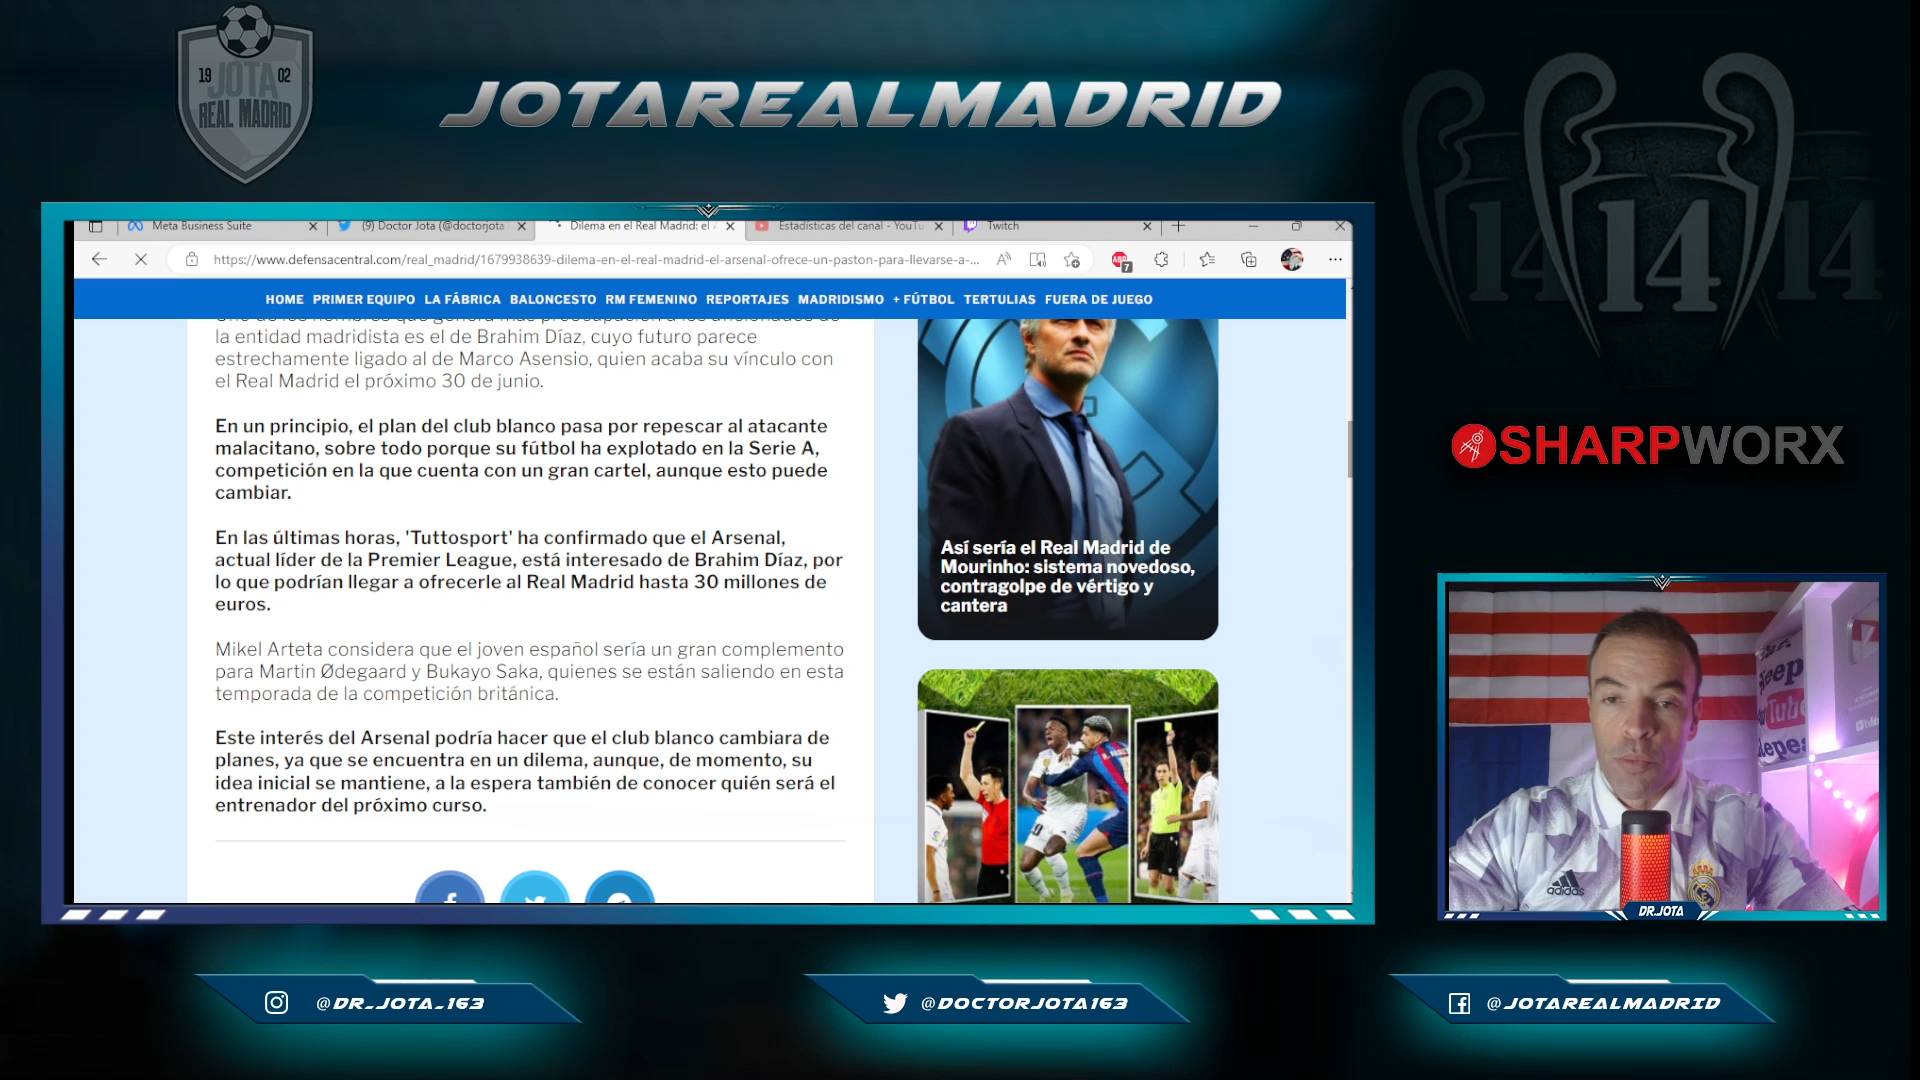 19 JOTA 02
REAL MADRID
JOTAREALMADRID
14 14 14
Meta Business Suite
(9) Doctor Jota (@doctorjota
Dilema en el Real Madrid: el
Estadísticas del canal - YouTu
Twitch
https://www.defensacentral.com/real_madrid/1679938639-dilema-en-el-real-madrid-el-arsenal-ofrece-un-paston-para-llevarse-a-...
ABP
7
HOME PRIMER EQUIPO LA FÁBRICA BALONCESTO RM FEMENINO REPORTAJES MADRIDISMO + FÚTBOL TERTULIAS FUERA DE JUEGO
la entidad madridista es el de Brahim Díaz, cuyo futuro parece
estrechamente ligado al de Marco Asensio, quien acaba su vínculo con
el Real Madrid el próximo 30 de junio.
En un principio, el plan del club blanco pasa por repescar al atacante
malacitano, sobre todo porque su fútbol ha explotado en la Serie A,
competición en la que cuenta con un gran cartel, aunque esto puede
cambiar.
En las últimas horas, 'Tuttosport' ha confirmado que el Arsenal,
actual líder de la Premier League, está interesado de Brahim Díaz, por
lo que podrían llegar a ofrecerle al Real Madrid hasta 30 millones de
euros.
Mikel Arteta considera que el joven español sería un gran complemento
para Martin Ødegaard y Bukayo Saka, quienes se están saliendo en esta
temporada de la competición británica.
Este interés del Arsenal podría hacer que el club blanco cambiara de
planes, ya que se encuentra en un dilema, aunque, de momento, su
idea inicial se mantiene, a la espera también de conocer quién será el
entrenador del próximo curso.
Así sería el Real Madrid de
Mourinho: sistema novedoso,
contragolpe de vértigo y
cantera
SHARPWORX
adidas
DR.JOTA
@DR_JOTA_163
@DOCTORJOTA163
@JOTAREALMADRID